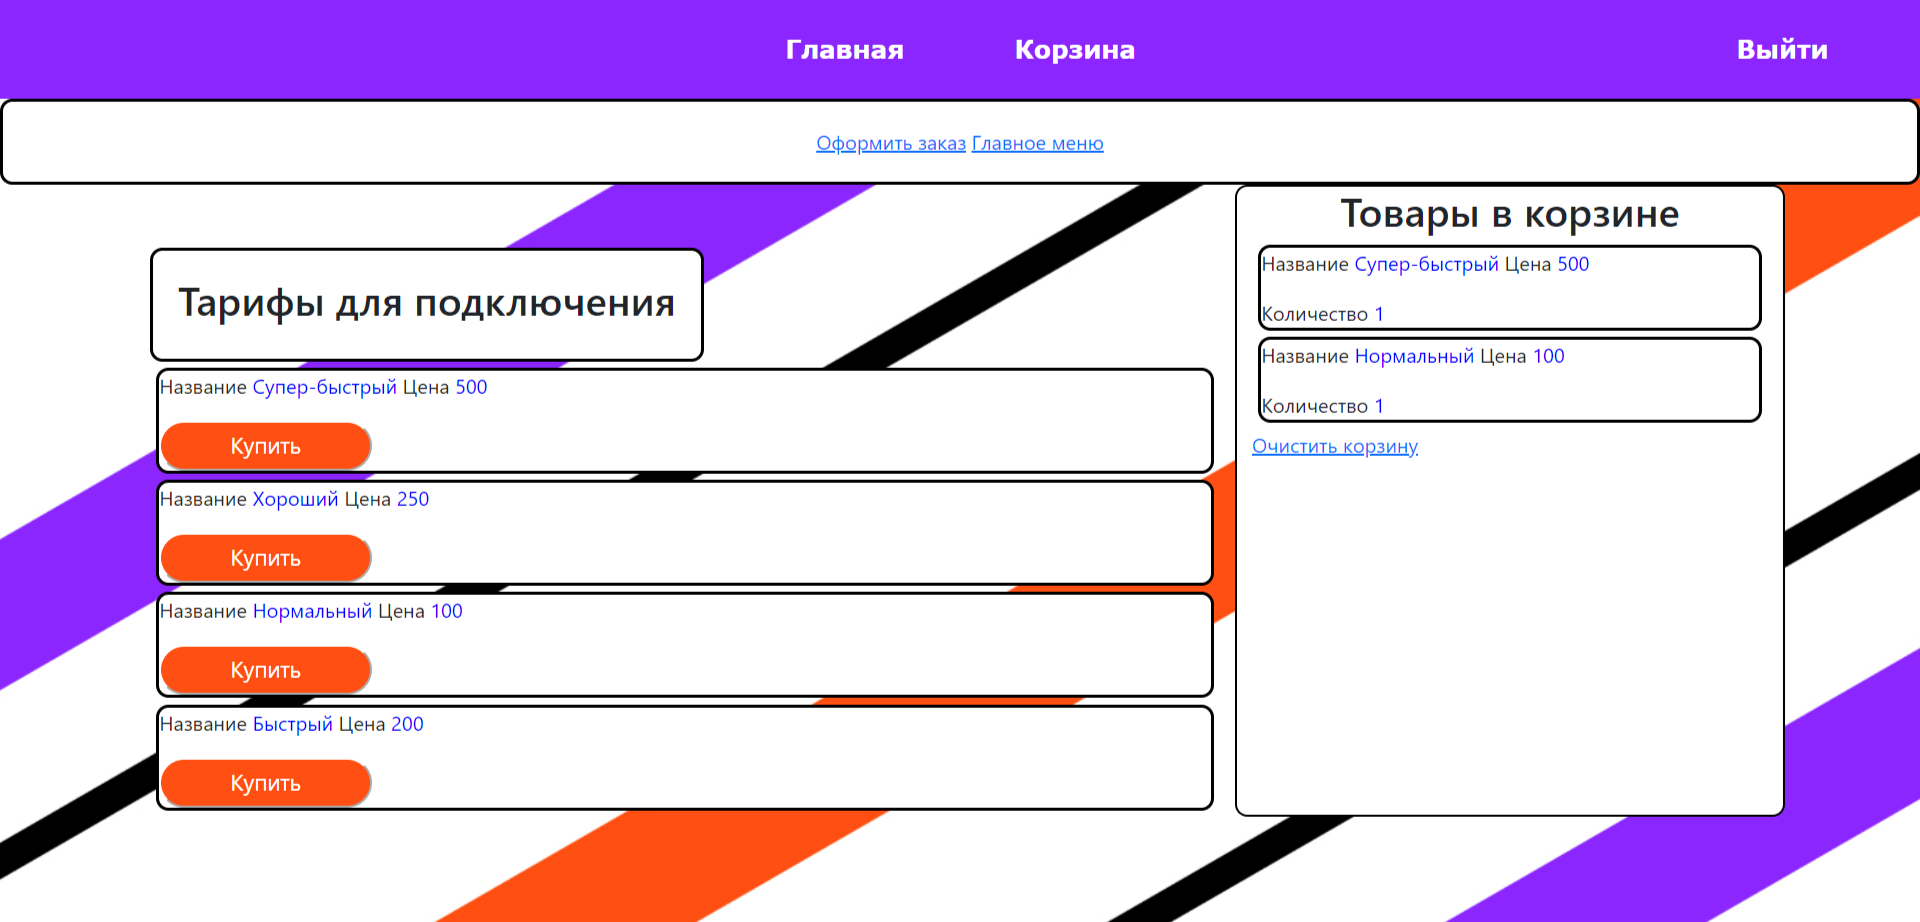 Главная Корзина Выйти
Оформить заказ Главное меню
Тарифы для подключения
Название Супер-быстрый Цена 500
Купить
Название Хороший Цена 250
Купить
Название Нормальный Цена 100
Купить
Название Быстрый Цена 200
Купить
Товары в корзине
Название Супер-быстрый Цена 500
Количество 1
Название Нормальный Цена 100
Количество 1
Очистить корзину